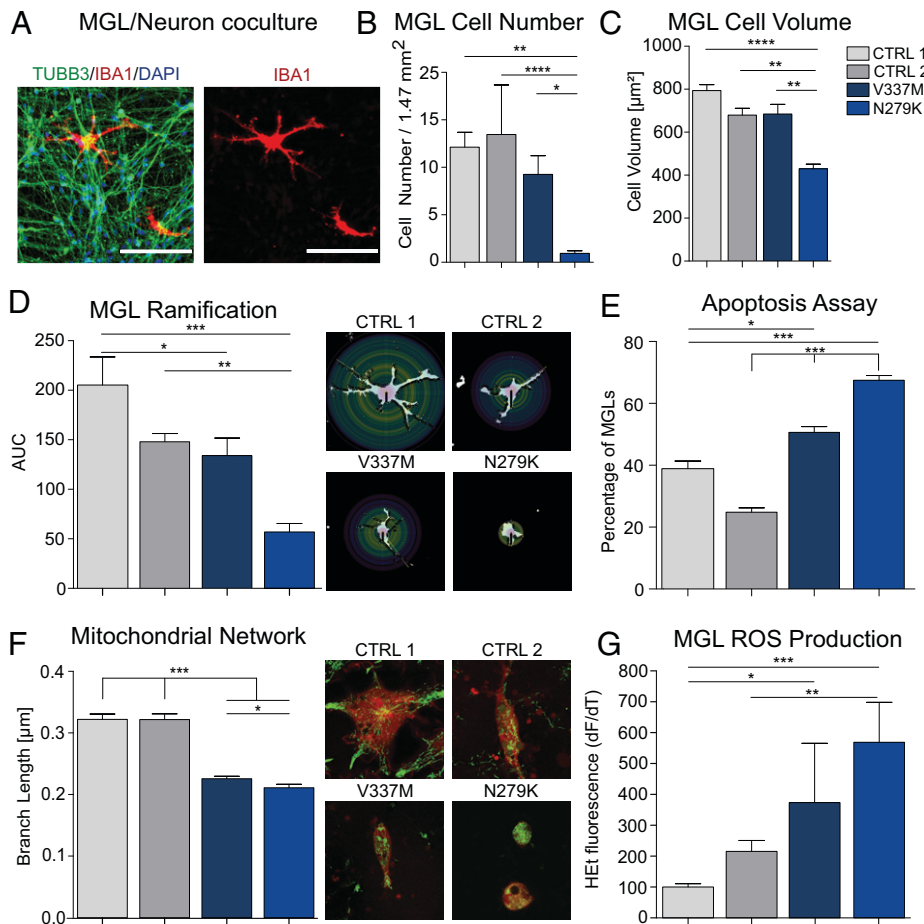 A MGL/Neuron coculture
TUBB3/IBA1/DAPI
IBA1
B MGL Cell Number
**
****
*
Cell Number / 1.47 mm²
25
20
15
10
5
0
C MGL Cell Volume
****
**
**
Cell Volume [µm²]
1000
800
600
400
200
0
CTRL 1
CTRL 2
V337M
N279K
D MGL Ramification
***
*
**
AUC
250
200
150
100
50
0
CTRL 1
CTRL 2
V337M
N279K
E Apoptosis Assay
*
***
***
Percentage of MGLs
80
60
40
20
0
F Mitochondrial Network
***
*
Branch Length [µm]
0.4
0.3
0.2
0.1
0.0
CTRL 1
CTRL 2
V337M
N279K
G MGL ROS Production
***
*
**
HEt fluorescence (dF/dT)
800
700
600
500
400
300
200
100
0